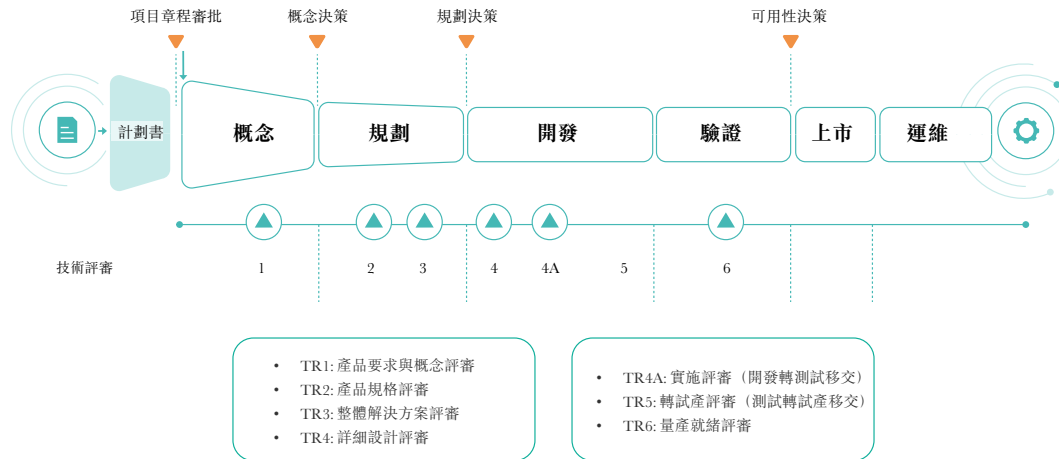 項目章程審批 概念決策 規劃決策 可用性決策
計劃書 概念 規劃 開發 驗證 上市 運維
技術評審 1 2 3 4 4A 5 6
• TR1: 產品要求與概念評審
• TR2: 產品規格評審
• TR3: 整體解決方案評審
• TR4: 詳細設計評審
• TR4A: 實施評審（開發轉測試移交）
• TR5: 轉試產評審（測試轉試產移交）
• TR6: 量產就緒評審